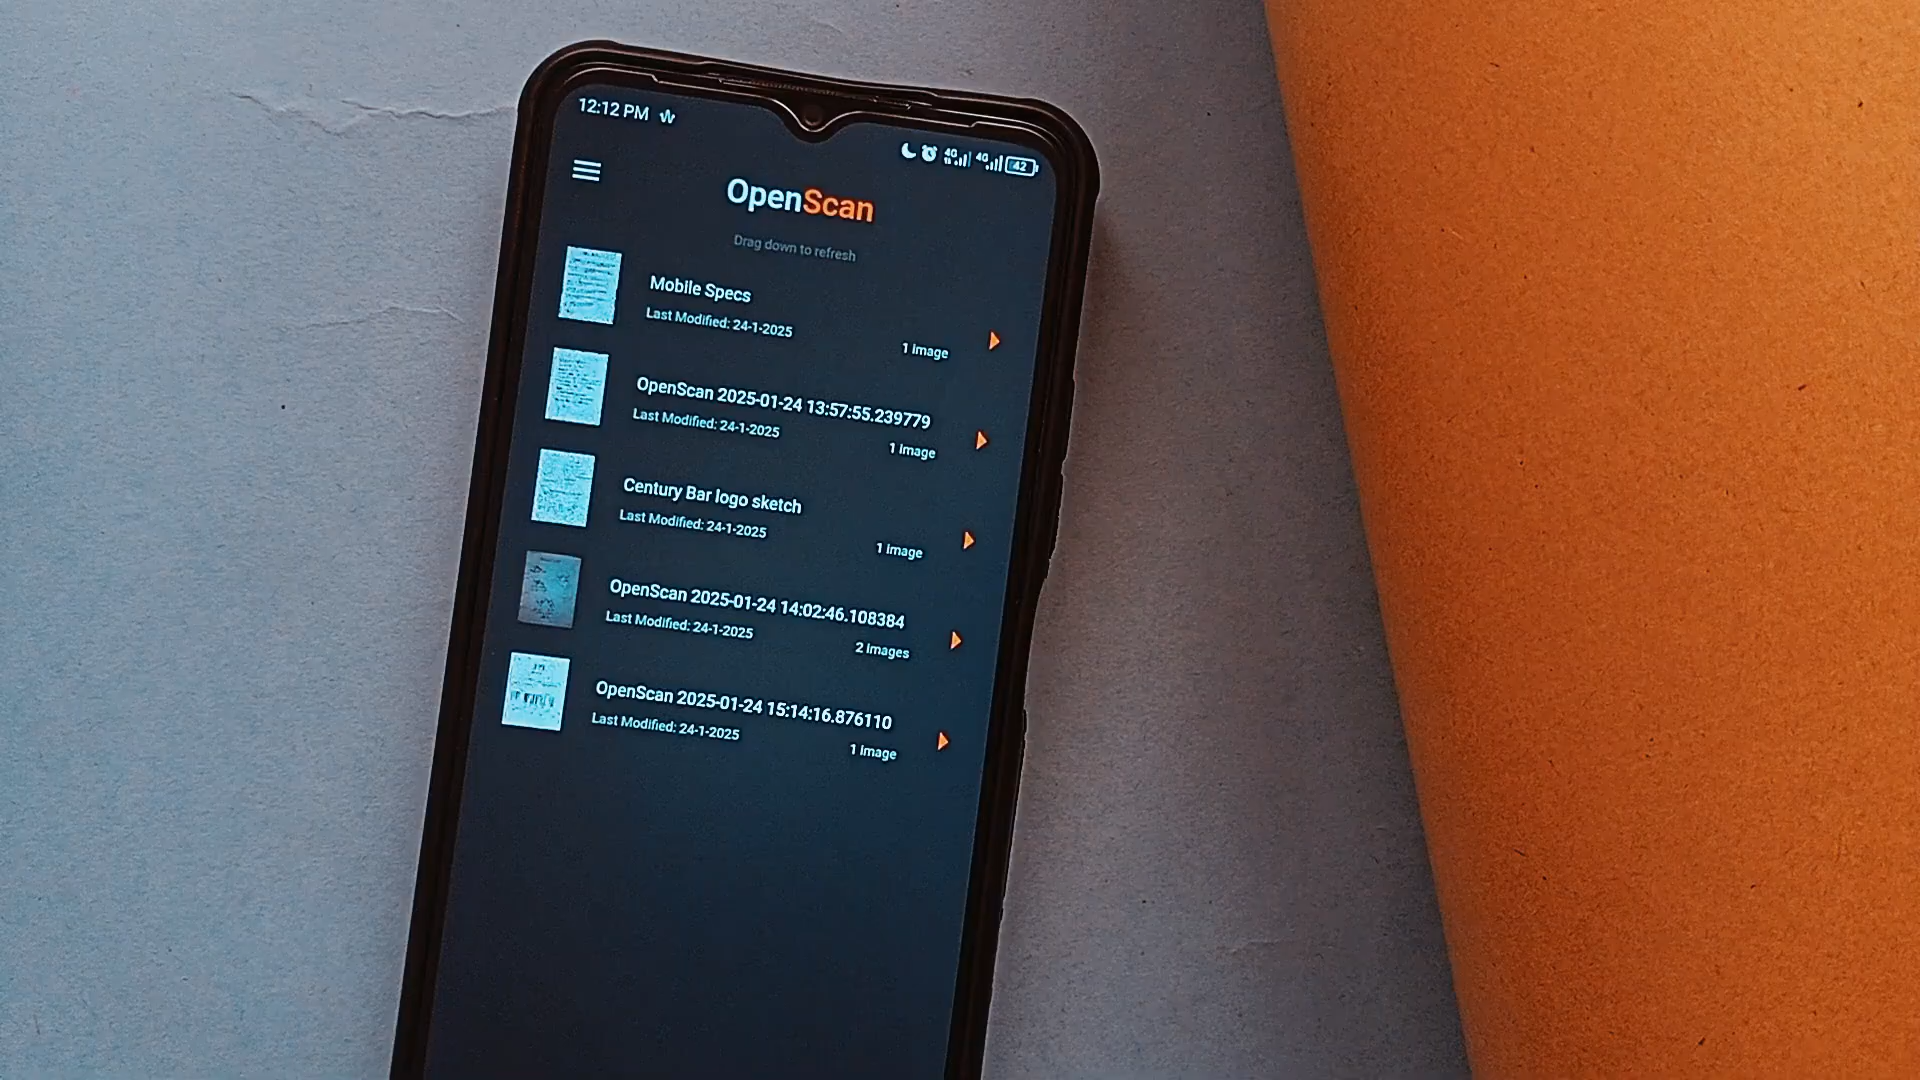 12:12 PM
4G 4G 42
OpenScan
Drag down to refresh
Mobile Specs
Last Modified: 24-1-2025
1 image
OpenScan 2025-01-24 13:57:55.239779
Last Modified: 24-1-2025
1 image
Century Bar logo sketch
Last Modified: 24-1-2025
1 image
OpenScan 2025-01-24 14:02:46.108384
Last Modified: 24-1-2025
2 images
OpenScan 2025-01-24 15:14:16.876110
Last Modified: 24-1-2025
1 image